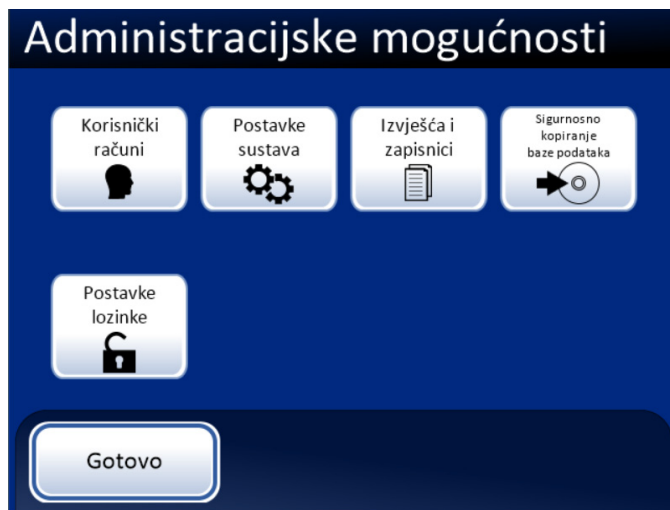 Administracijske mogućnosti
Korisnički
računi
Postavke
sustava
Izvješća i
zapisnici
Sigurnosno
kopiranje
baze podataka
Postavke
lozinke
Gotovo